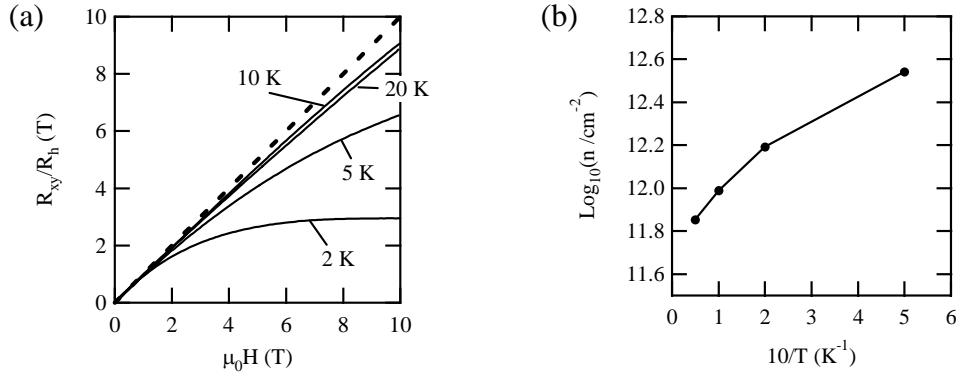 (a)
10
8
6
4
2
0
R_xy/R_h (T)
10 K
20 K
5 K
2 K
0 2 4 6 8 10
μ₀H (T)
(b)
12.8
12.6
12.4
12.2
12.0
11.8
11.6
Log₁₀(n /cm⁻²)
0 1 2 3 4 5 6
10/T (K⁻¹)